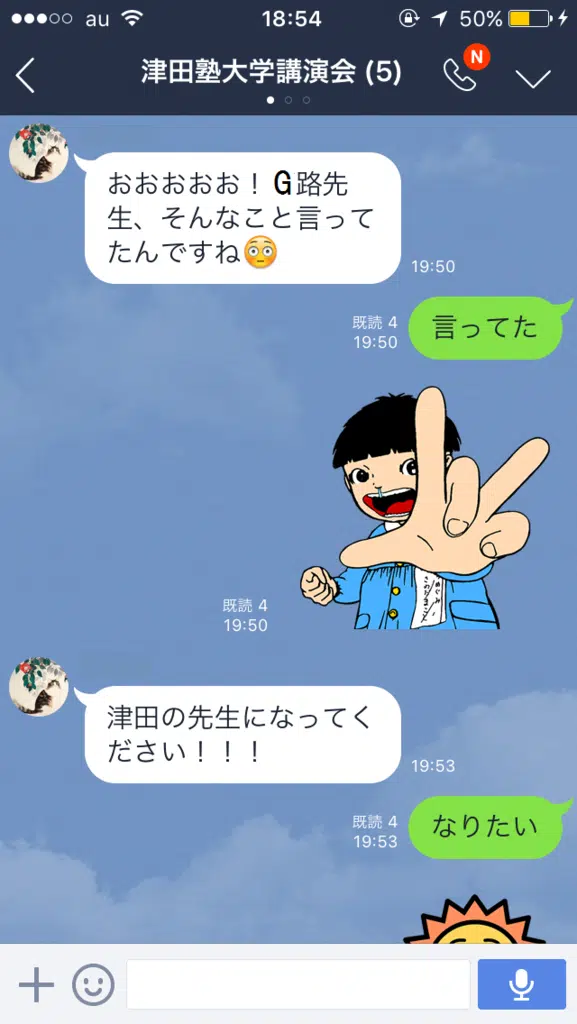 au 18:54 50%
津田塾大学講演会 (5)
N
おおおおお！G路先
生、そんなこと言って
たんですね😳
19:50
既読 4
19:50
言ってた
既読 4
19:50
津田の先生になってく
ださい！！！
19:53
既読 4
19:53
なりたい